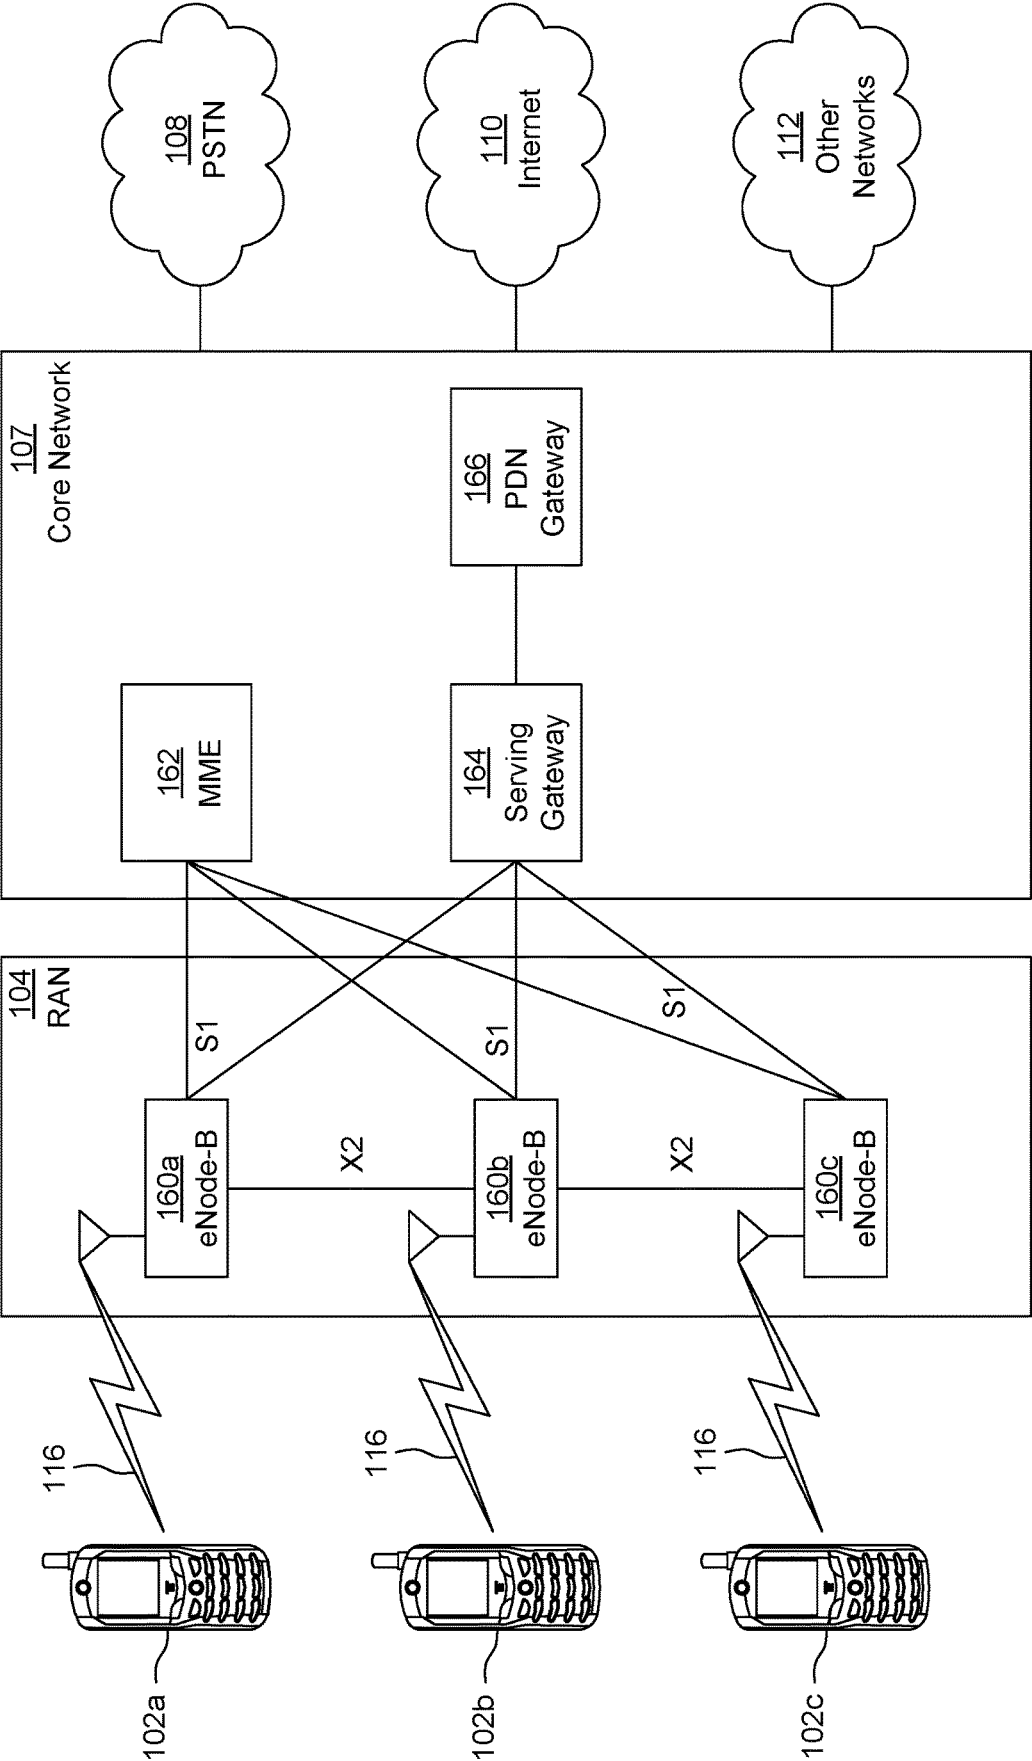 102a
102b
102c
116
116
116
104
RAN
160a
eNode-B
160b
eNode-B
160c
eNode-B
X2
X2
S1
S1
S1
107
Core Network
162
MME
164
Serving
Gateway
166
PDN
Gateway
108
PSTN
110
Internet
112
Other
Networks